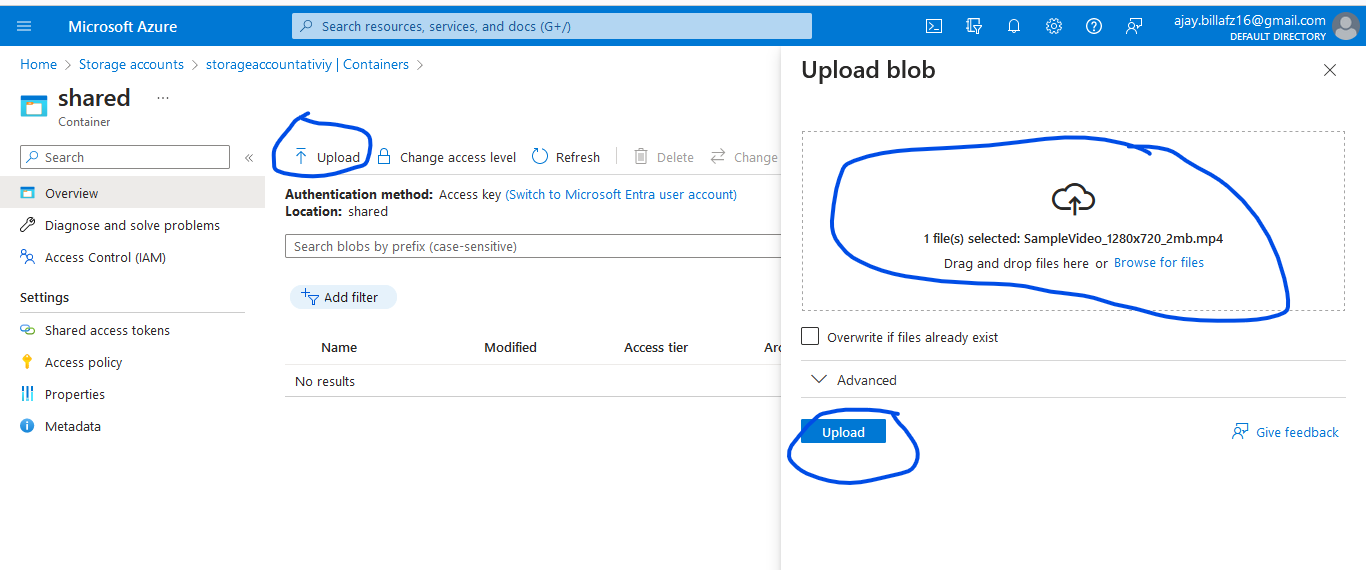 Microsoft Azure
Search resources, services, and docs (G+/)
ajay.billafz16@gmail.com
DEFAULT DIRECTORY
Home > Storage accounts > storageaccountativiy | Containers >
shared ...
Container
Search
«
Overview
Diagnose and solve problems
Access Control (IAM)
Settings
Shared access tokens
Access policy
Properties
Metadata
Upload Change access level Refresh Delete Change
Authentication method: Access key (Switch to Microsoft Entra user account)
Location: shared
Search blobs by prefix (case-sensitive)
Add filter
Name Modified Access tier Arc
No results
Upload blob
1 file(s) selected: SampleVideo_1280x720_2mb.mp4
Drag and drop files here or Browse for files
Overwrite if files already exist
Advanced
Upload
Give feedback